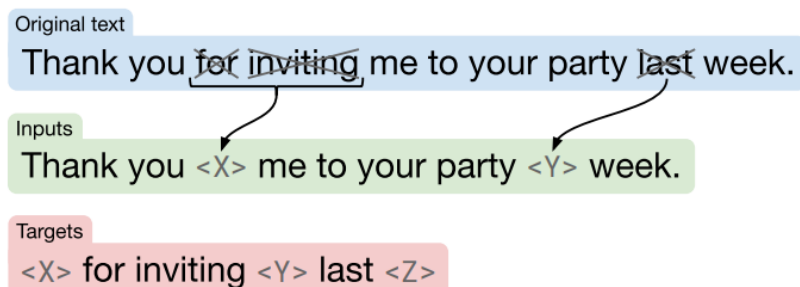 Original text
Thank you for inviting me to your party last week.
Inputs
Thank you <X> me to your party <Y> week.
Targets
<X> for inviting <Y> last <Z>